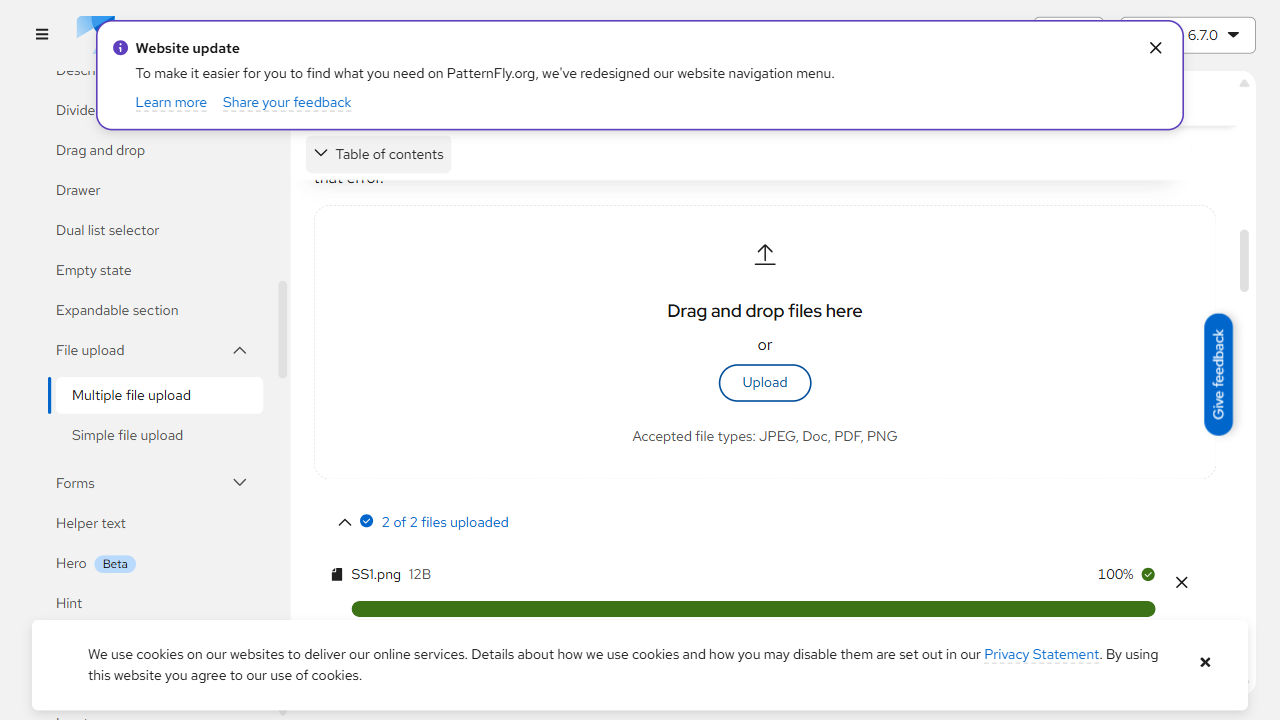 6.7.0
Website update
To make it easier for you to find what you need on PatternFly.org, we've redesigned our website navigation menu.
Learn more Share your feedback
Divide
Drag and drop
Drawer
Dual list selector
Empty state
Expandable section
File upload
Multiple file upload
Simple file upload
Forms
Helper text
Hero Beta
Hint
Table of contents
that error.
Drag and drop files here
or
Upload
Accepted file types: JPEG, Doc, PDF, PNG
2 of 2 files uploaded
SS1.png 12B 100%
Give feedback
We use cookies on our websites to deliver our online services. Details about how we use cookies and how you may disable them are set out in our Privacy Statement. By using
this website you agree to our use of cookies.